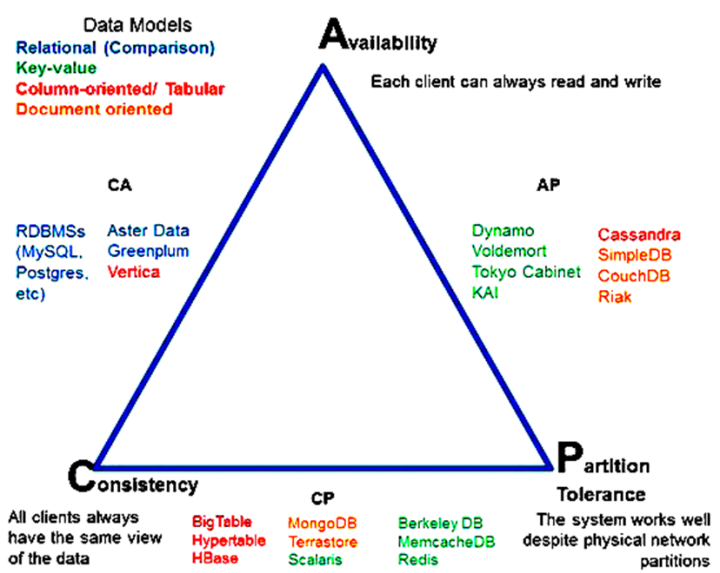 Data Models
Relational (Comparison)
Key-value
Column-oriented/ Tabular
Document oriented
Availability
Each client can always read and write
CA
RDBMSs
(MySQL,
Postgres,
etc)
Aster Data
Greenplum
Vertica
AP
Dynamo
Voldemort
Tokyo Cabinet
KAI
Cassandra
SimpleDB
CouchDB
Riak
Consistency
All clients always
have the same view
of the data
CP
BigTable
Hypertable
HBase
MongoDB
Terrastore
Scalaris
Berkeley DB
MemcacheDB
Redis
Partition
Tolerance
The system works well
despite physical network
partitions